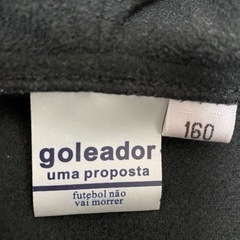 goleador
uma proposta
futebol não
vai morrer
160